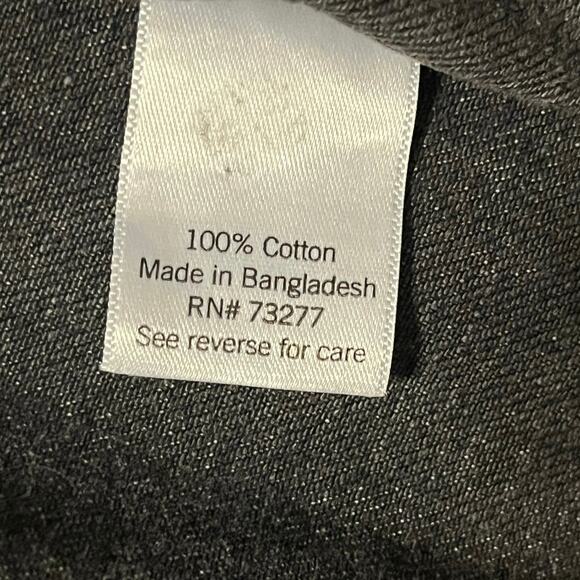 100% Cotton
Made in Bangladesh
RN# 73277
See reverse for care